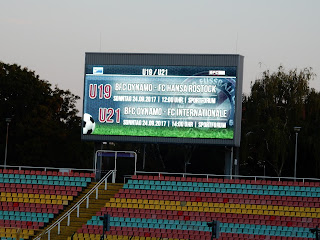 U19/U21
U19
BFC DYNAMO - FC HANSA ROSTOCK
SONNTAG 24.09.2017 | 12:00 UHR | SPORTFORUM
U21
BFC DYNAMO - FC INTERNATIONALE
SONNTAG 24.09.2017 | 14:00 UHR | SPORTFORUM